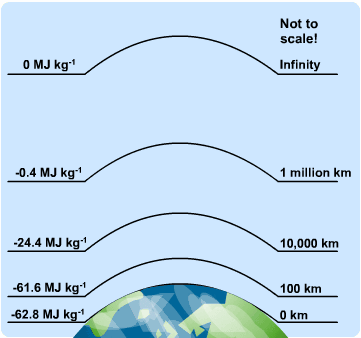 Not to
scale!
0 MJ kg⁻¹ Infinity
-0.4 MJ kg⁻¹ 1 million km
-24.4 MJ kg⁻¹ 10,000 km
-61.6 MJ kg⁻¹ 100 km
-62.8 MJ kg⁻¹ 0 km